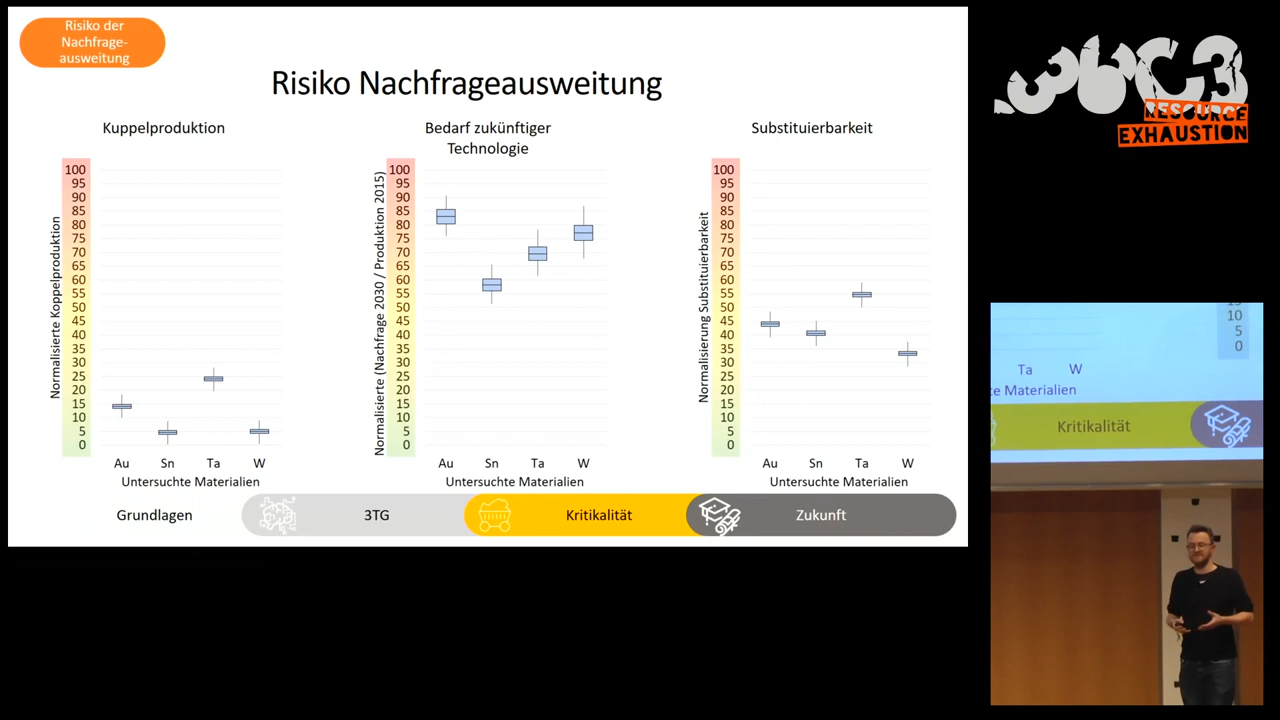 Risiko der
Nachfrage-
ausweitung
Risiko Nachfrageausweitung
Kuppelproduktion
Normalisierte Koppelproduktion
100
95
90
85
80
75
70
65
60
55
50
45
40
35
30
25
20
15
10
5
0
Au Sn Ta W
Untersuchte Materialien
Bedarf zukünftiger
Technologie
Normalisierte (Nachfrage 2030 / Produktion 2015)
100
95
90
85
80
75
70
65
60
55
50
45
40
35
30
25
20
15
10
5
0
Au Sn Ta W
Untersuchte Materialien
Substituierbarkeit
Normalisierung Substituierbarkeit
100
95
90
85
80
75
70
65
60
55
50
45
40
35
30
25
20
15
10
5
0
Au Sn Ta W
Untersuchte Materialien
Grundlagen 3TG Kritikalität Zukunft
36C3
RESOURCE
EXHAUSTION
10
5
0
Ta W
te Materialien
Kritikalität